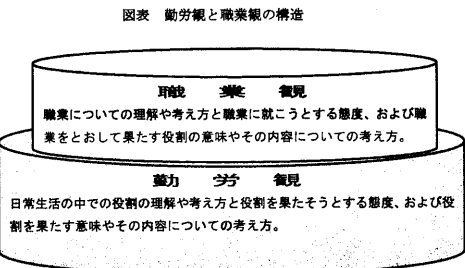 図表　勤労観と職業観の構造
職　業　観
職業についての理解や考え方と職業に就こうとする態度、および職
業をとおして果たす役割の意味やその内容についての考え方。
勤　労　観
日常生活の中での役割の理解や考え方と役割を果たそうとする態度、および役
割を果たす意味やその内容についての考え方。